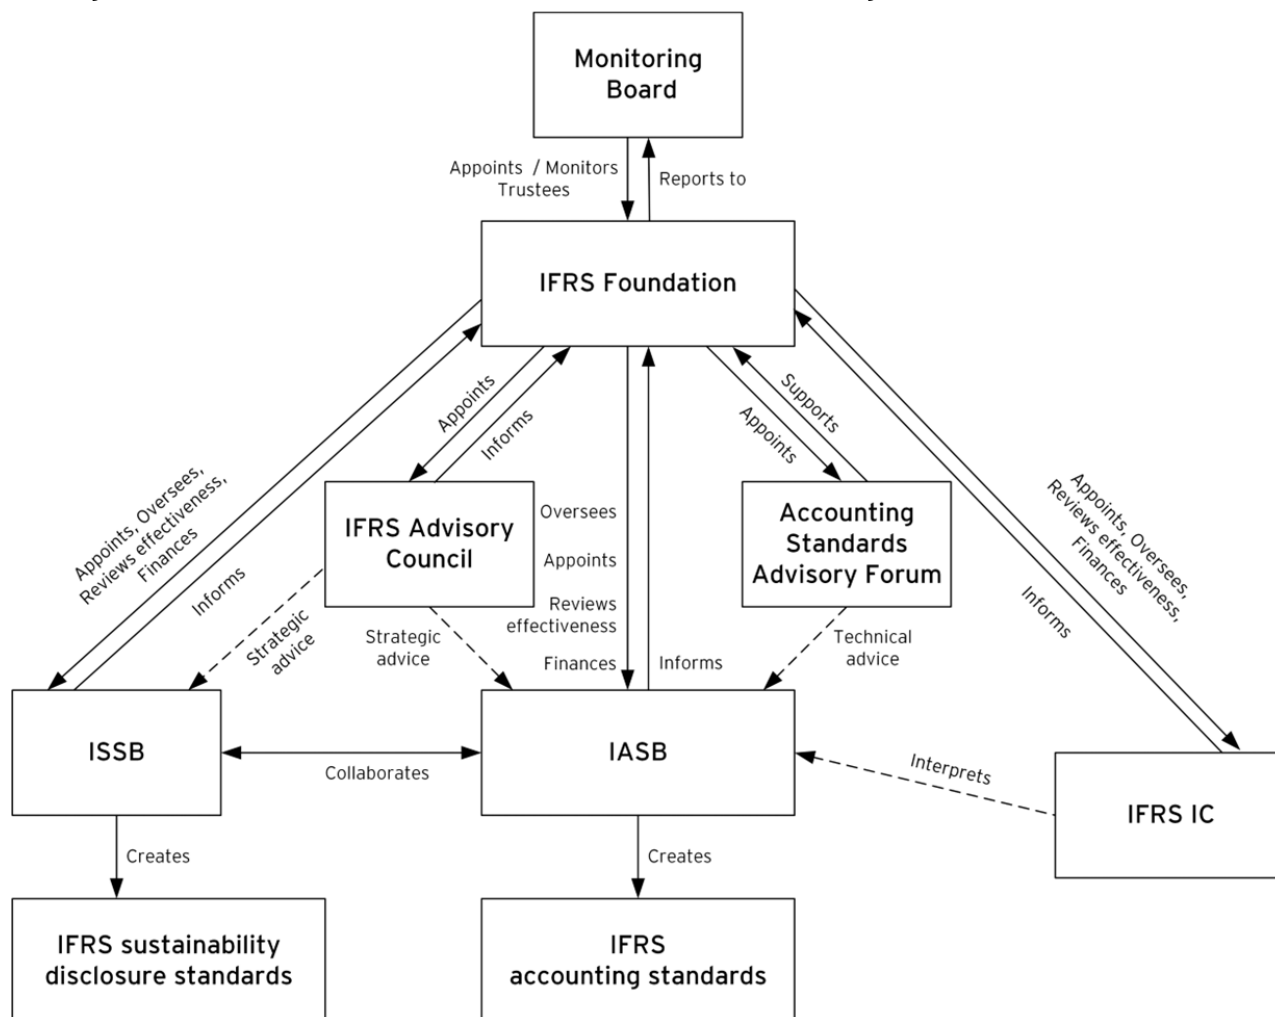 Monitoring
Board
Appoints / Monitors
Trustees
Reports to
IFRS Foundation
Appoints
Informs
Supports
Appoints
Appoints, Oversees,
Reviews effectiveness,
Finances
Informs
IFRS Advisory
Council
Oversees
Appoints
Reviews
effectiveness
Finances
Informs
Accounting
Standards
Advisory Forum
Appoints, Oversees,
Reviews effectiveness,
Finances
Informs
Strategic
advice
Strategic
advice
Technical
advice
ISSB
Collaborates
IASB
Interprets
IFRS IC
Creates
Creates
IFRS sustainability
disclosure standards
IFRS
accounting standards